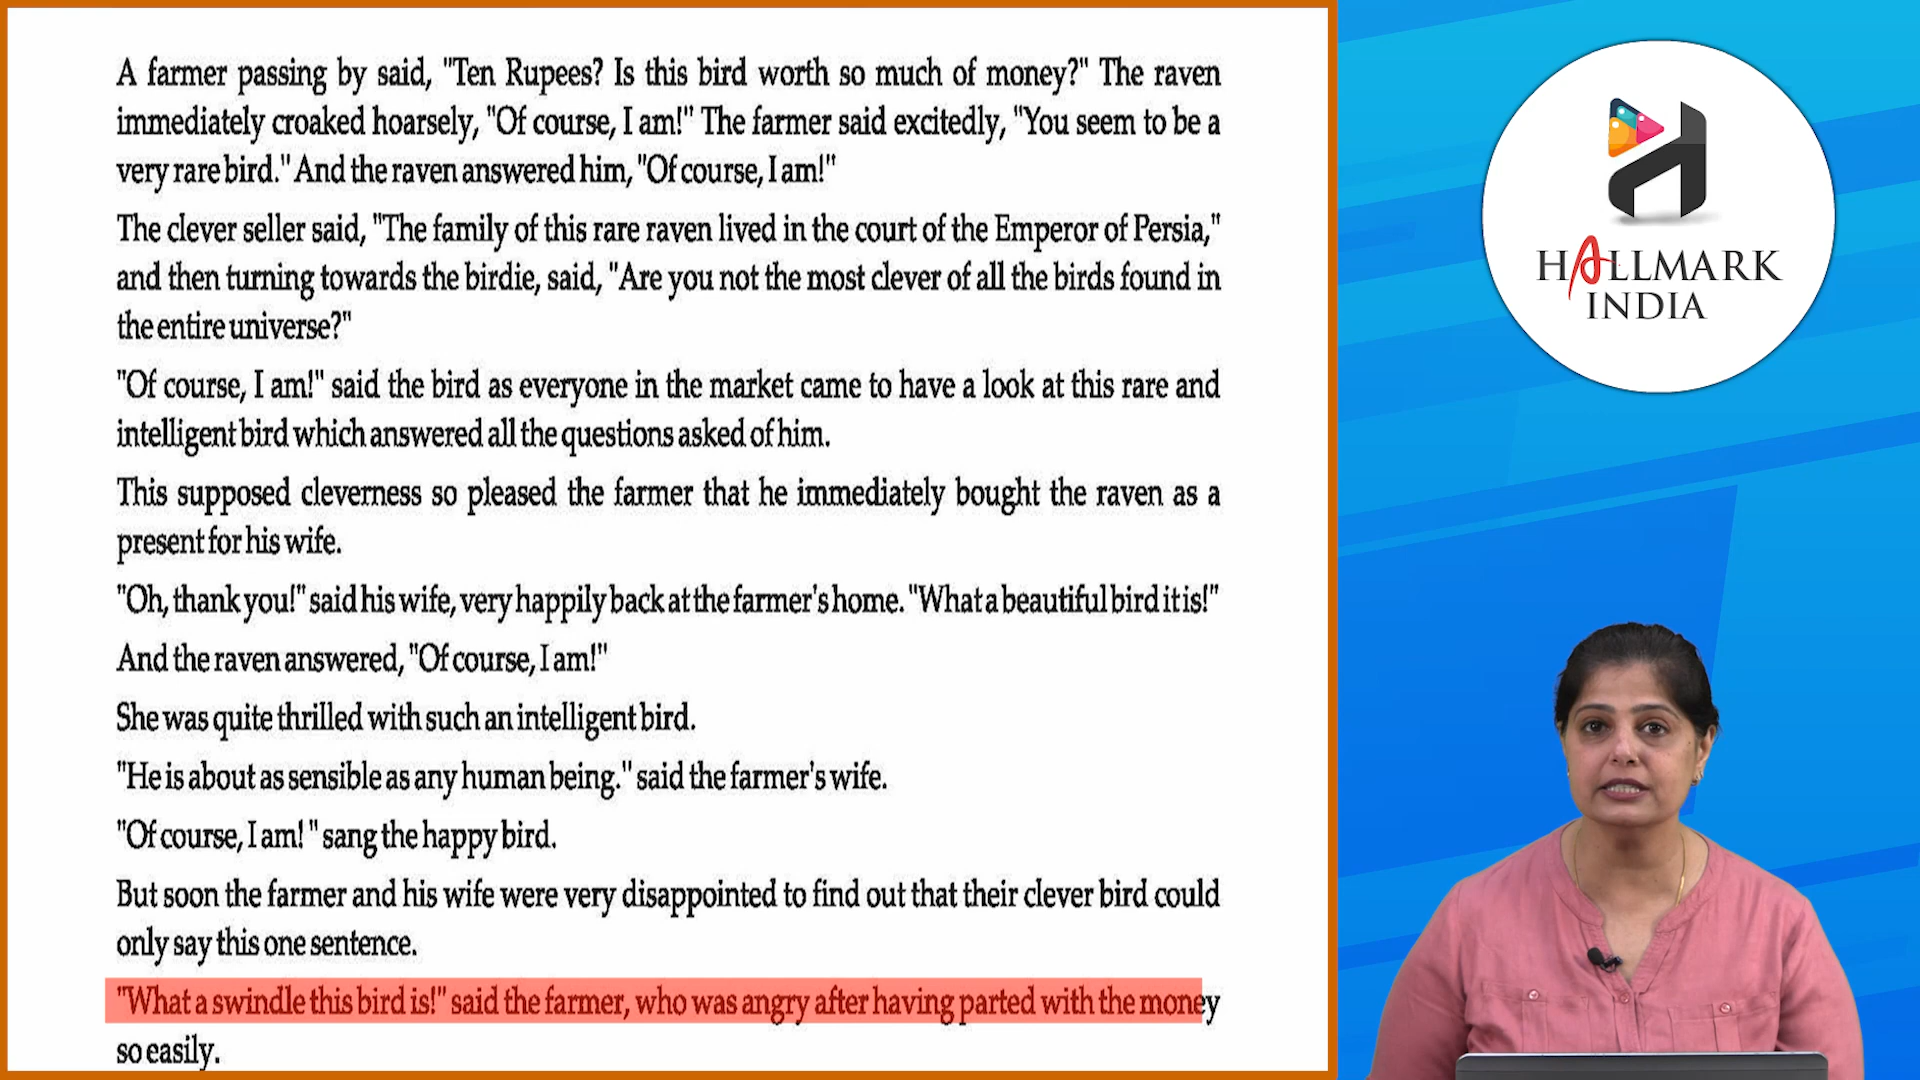 A farmer passing by said, "Ten Rupees? Is this bird worth so much of money?" The raven
immediately croaked hoarsely, "Of course, I am!" The farmer said excitedly, "You seem to be a
very rare bird." And the raven answered him, "Of course, I am!"
The clever seller said, "The family of this rare raven lived in the court of the Emperor of Persia,"
and then turning towards the birdie, said, "Are you not the most clever of all the birds found in
the entire universe?"
"Of course, I am!" said the bird as everyone in the market came to have a look at this rare and
intelligent bird which answered all the questions asked of him.
This supposed cleverness so pleased the farmer that he immediately bought the raven as a
present for his wife.
"Oh, thank you!" said his wife, very happily back at the farmer's home. "What a beautiful bird it is!"
And the raven answered, "Of course, I am!"
She was quite thrilled with such an intelligent bird.
"He is about as sensible as any human being." said the farmer's wife.
"Of course, I am! " sang the happy bird.
But soon the farmer and his wife were very disappointed to find out that their clever bird could
only say this one sentence.
"What a swindle this bird is!" said the farmer, who was angry after having parted with the money
so easily.
HALLMARK
INDIA